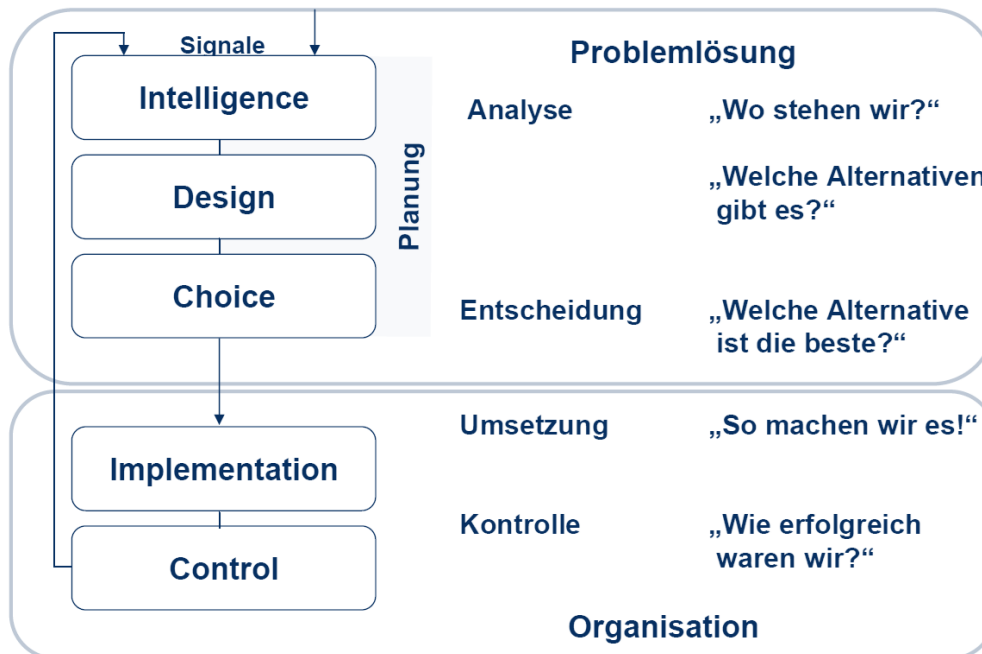 Signale
Problemlösung
Intelligence
Analyse
„Wo stehen wir?“
Planung
Design
„Welche Alternativen
gibt es?“
Choice
Entscheidung
„Welche Alternative
ist die beste?“
Implementation
Umsetzung
„So machen wir es!“
Control
Kontrolle
„Wie erfolgreich
waren wir?“
Organisation